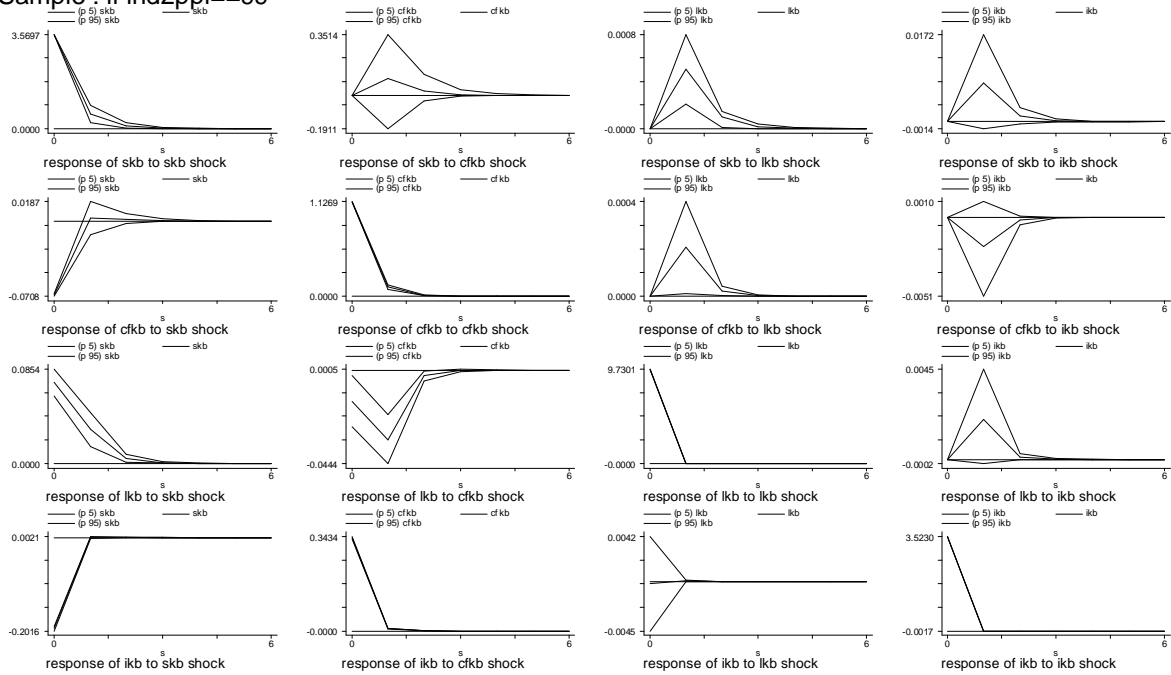 Sample : if
(p 5) skb
skb
(p 95) skb
3.5697
0.0000
0
6
s
response of skb to skb shock
(p 5) cfkb
cfkb
(p 95) cfkb
0.3514
-0.1911
0
6
s
response of skb to cfkb shock
(p 5) lkb
lkb
(p 95) lkb
0.0008
-0.0000
0
6
s
response of skb to lkb shock
(p 5) ikb
ikb
(p 95) ikb
0.0172
-0.0014
0
6
s
response of skb to ikb shock
(p 5) skb
skb
(p 95) skb
0.0187
-0.0708
0
6
s
response of cfkb to skb shock
(p 5) cfkb
cfkb
(p 95) cfkb
1.1269
0.0000
0
6
s
response of cfkb to cfkb shock
(p 5) lkb
lkb
(p 95) lkb
0.0004
0.0000
0
6
s
response of cfkb to lkb shock
(p 5) ikb
ikb
(p 95) ikb
0.0010
-0.0051
0
6
s
response of cfkb to ikb shock
(p 5) skb
skb
(p 95) skb
0.0854
0.0000
0
6
s
response of lkb to skb shock
(p 5) cfkb
cfkb
(p 95) cfkb
0.0005
-0.0444
0
6
s
response of lkb to cfkb shock
(p 5) lkb
lkb
(p 95) lkb
9.7301
-0.0000
0
6
s
response of lkb to lkb shock
(p 5) ikb
ikb
(p 95) ikb
0.0045
-0.0002
0
6
s
response of lkb to ikb shock
(p 5) skb
skb
(p 95) skb
0.0021
-0.2016
0
6
s
response of ikb to skb shock
(p 5) cfkb
cfkb
(p 95) cfkb
0.3434
-0.0000
0
6
s
response of ikb to cfkb shock
(p 5) lkb
lkb
(p 95) lkb
0.0042
-0.0045
0
6
s
response of ikb to lkb shock
(p 5) ikb
ikb
(p 95) ikb
3.5230
-0.0017
0
6
s
response of ikb to ikb shock